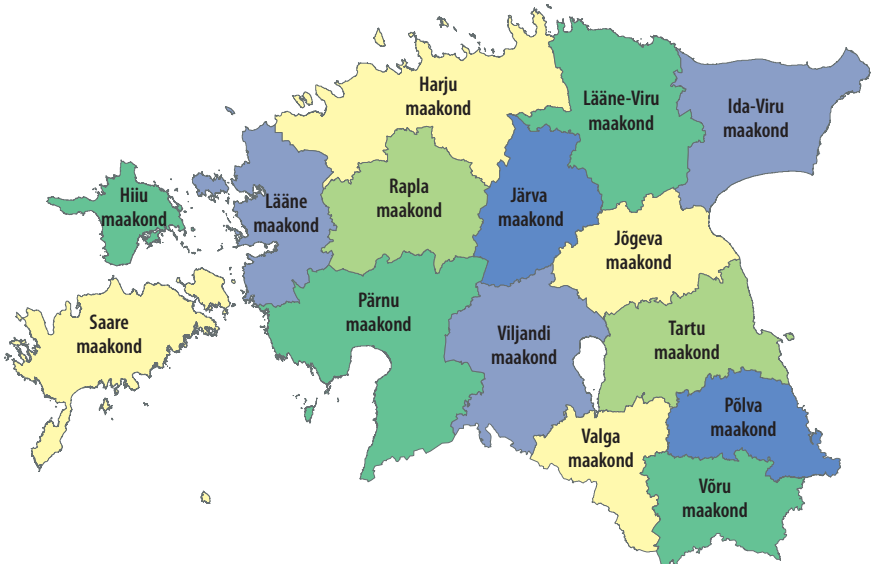 Harju
maakond
Lääne-Viru
maakond
Ida-Viru
maakond
Hiiu
maakond
Lääne
maakond
Rapla
maakond
Järva
maakond
Jõgeva
maakond
Saare
maakond
Pärnu
maakond
Viljandi
maakond
Tartu
maakond
Põlva
maakond
Valga
maakond
Võru
maakond